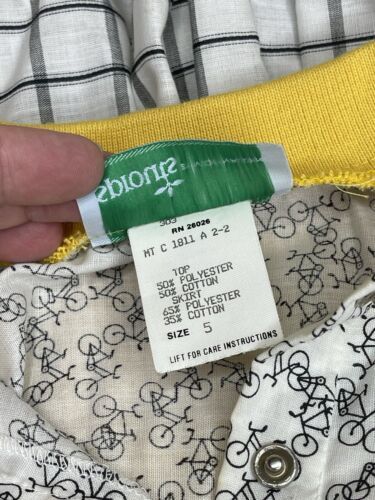 sprouts
303
RN 26026
MT C 1811 A 2-2
TOP
50% POLYESTER
50% COTTON
SKIRT
65% POLYESTER
35% COTTON
SIZE 5
LIFT FOR CARE INSTRUCTIONS